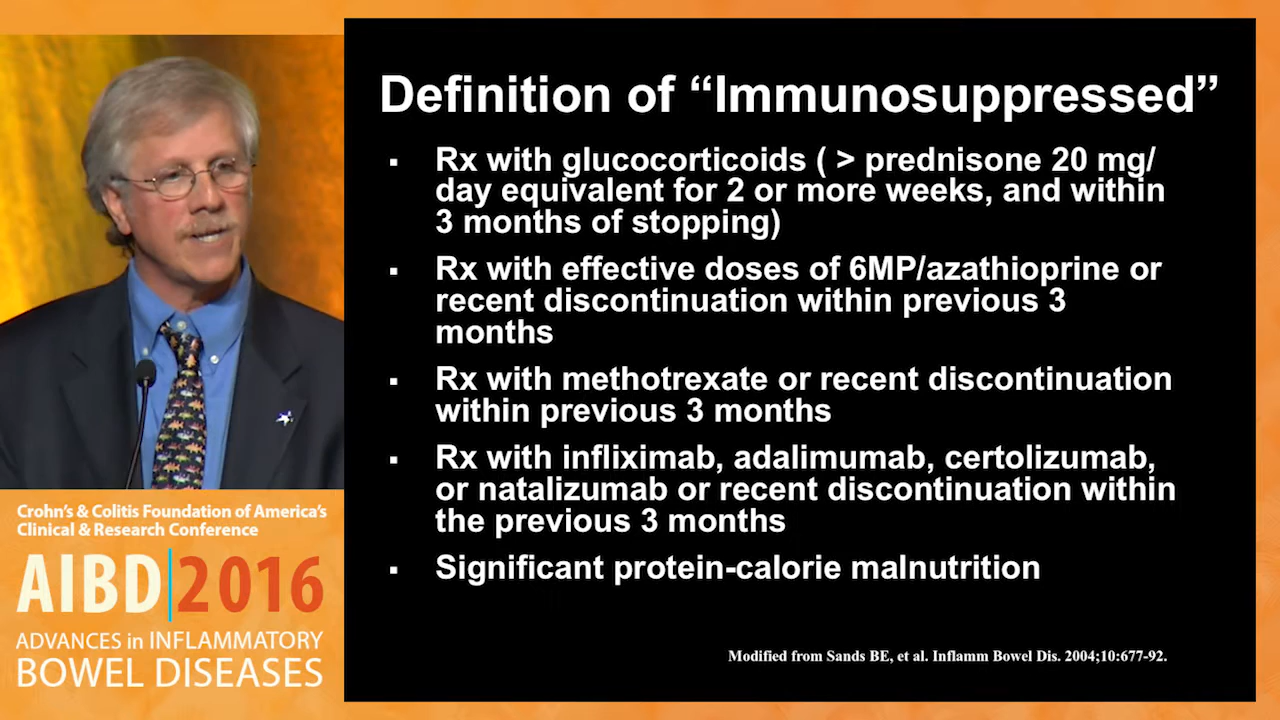 Definition of “Immunosuppressed”
▪ Rx with glucocorticoids ( > prednisone 20 mg/
day equivalent for 2 or more weeks, and within
3 months of stopping)
▪ Rx with effective doses of 6MP/azathioprine or
recent discontinuation within previous 3
months
▪ Rx with methotrexate or recent discontinuation
within previous 3 months
▪ Rx with infliximab, adalimumab, certolizumab,
or natalizumab or recent discontinuation within
the previous 3 months
▪ Significant protein-calorie malnutrition
Modified from Sands BE, et al. Inflamm Bowel Dis. 2004;10:677-92.
Crohn’s & Colitis Foundation of America’s
Clinical & Research Conference
AIBD|2016
ADVANCES in INFLAMMATORY
BOWEL DISEASES